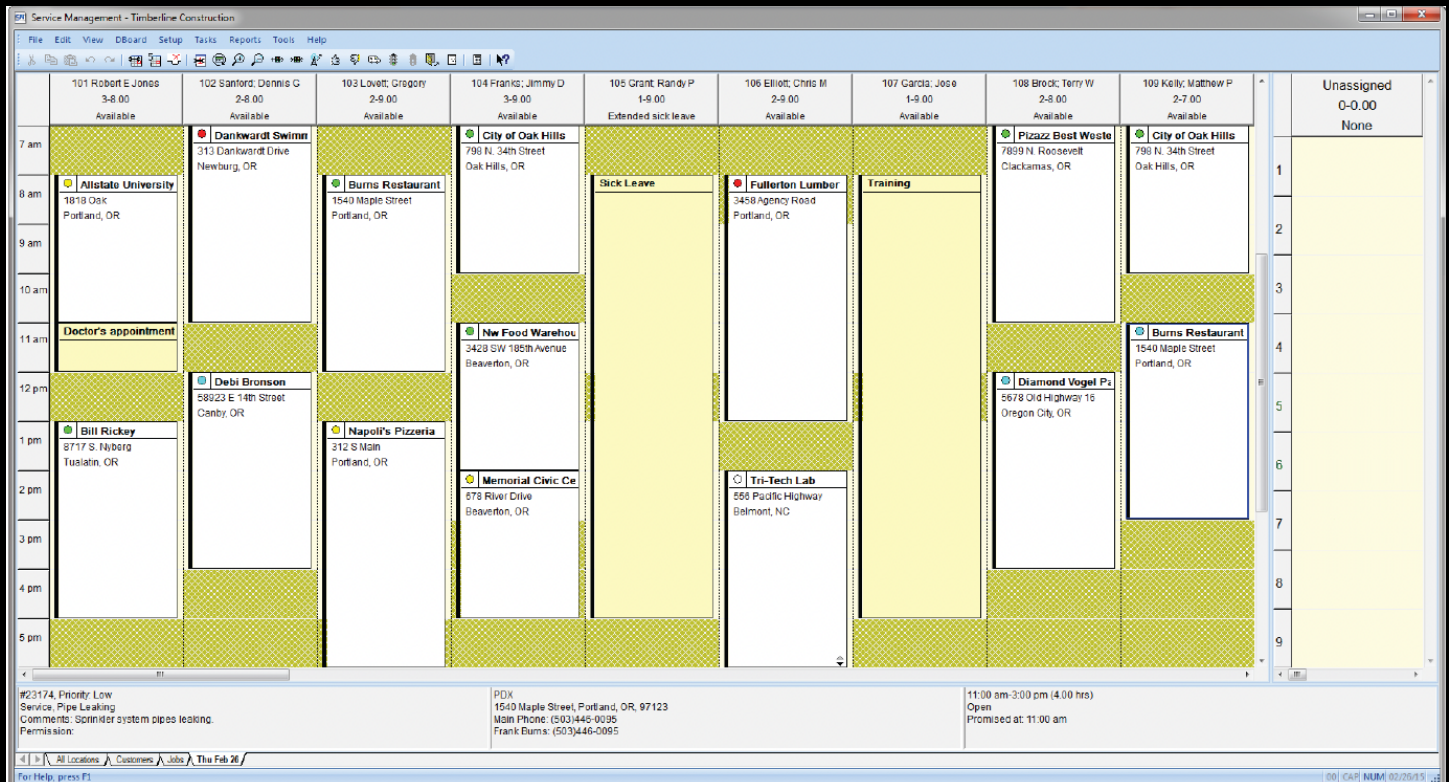 Service Management - Timberline Construction
File Edit View DBoard Setup Tasks Reports Tools Help
101 Robert E Jones
3-8.00
Available
102 Sanford; Dennis G
2-8.00
Available
103 Lovett; Gregory
2-9.00
Available
104 Franks; Jimmy D
3-9.00
Available
105 Grant; Randy P
1-9.00
Extended sick leave
106 Elliott; Chris M
2-9.00
Available
107 Garcia; Jose
1-9.00
Available
108 Brock; Terry W
2-8.00
Available
109 Kelly; Matthew P
2-7.00
Available
Unassigned
0-0.00
None
7 am
8 am
9 am
10 am
11 am
12 pm
1 pm
2 pm
3 pm
4 pm
5 pm
Allstate University
1818 Oak
Portland, OR
Doctor's appointment
Bill Rickey
8717 S. Nyberg
Tualatin, OR
Dankwardt Swimm
313 Dankwardt Drive
Newburg, OR
Debi Bronson
58923 E 14th Street
Canby, OR
Burns Restaurant
1540 Maple Street
Portland, OR
Napoli's Pizzeria
312 S Main
Portland, OR
City of Oak Hills
798 N. 34th Street
Oak Hills, OR
Nw Food Warehou
3428 SW 185th Avenue
Beaverton, OR
Memorial Civic Ce
678 River Drive
Beaverton, OR
Sick Leave
Fullerton Lumber
3458 Agency Road
Portland, OR
Tri-Tech Lab
556 Pacific Highway
Belmont, NC
Training
Pizazz Best Weste
7899 N. Roosevelt
Clackamas, OR
Diamond Vogel Pa
5678 Old Highway 16
Oregon City, OR
City of Oak Hills
798 N. 34th Street
Oak Hills, OR
Burns Restaurant
1540 Maple Street
Portland, OR
1
2
3
4
5
6
7
8
9
#23174, Priority: Low
Service, Pipe Leaking
Comments: Sprinkler system pipes leaking.
Permission:
PDX
1540 Maple Street, Portland, OR, 97123
Main Phone: (503)446-0095
Frank Burns: (503)446-0095
11:00 am-3:00 pm (4.00 hrs)
Open
Promised at: 11:00 am
All Locations Customers Jobs Thu Feb 26
For Help, press F1
00 CAP NUM 02/26/15